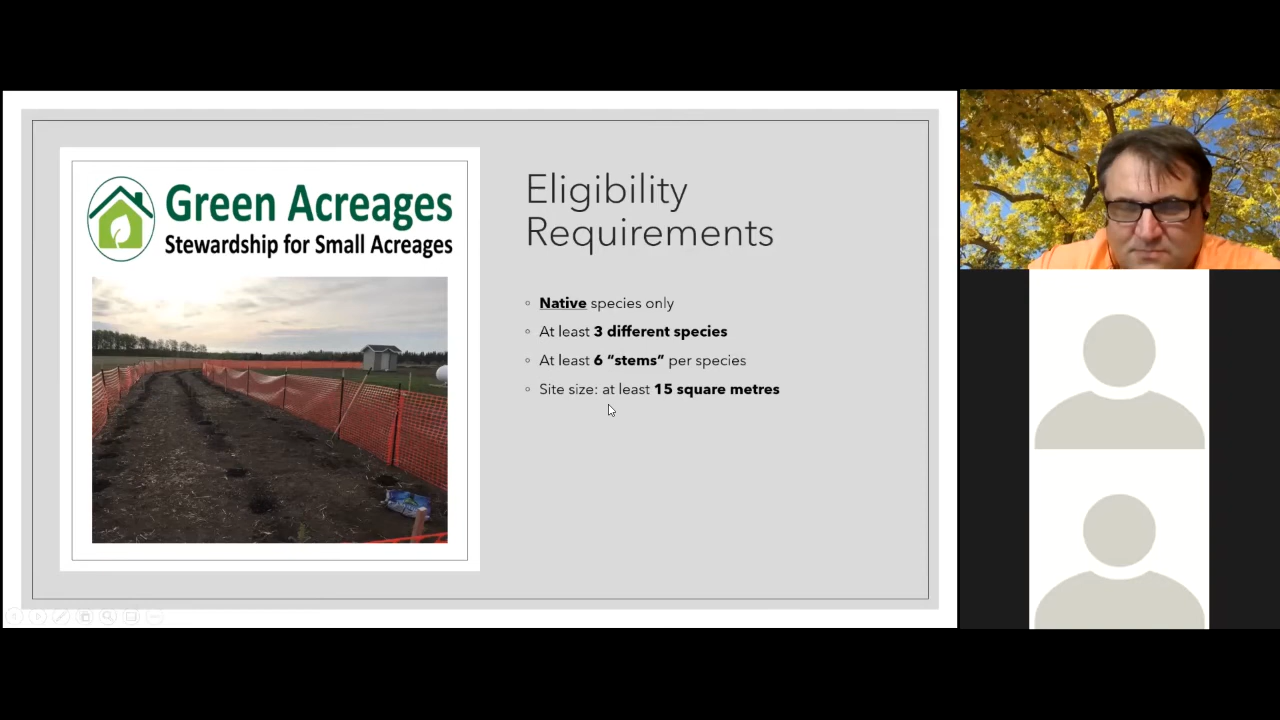 Green Acreages
Stewardship for Small Acreages
Eligibility
Requirements
Native species only
At least 3 different species
At least 6 “stems” per species
Site size: at least 15 square metres